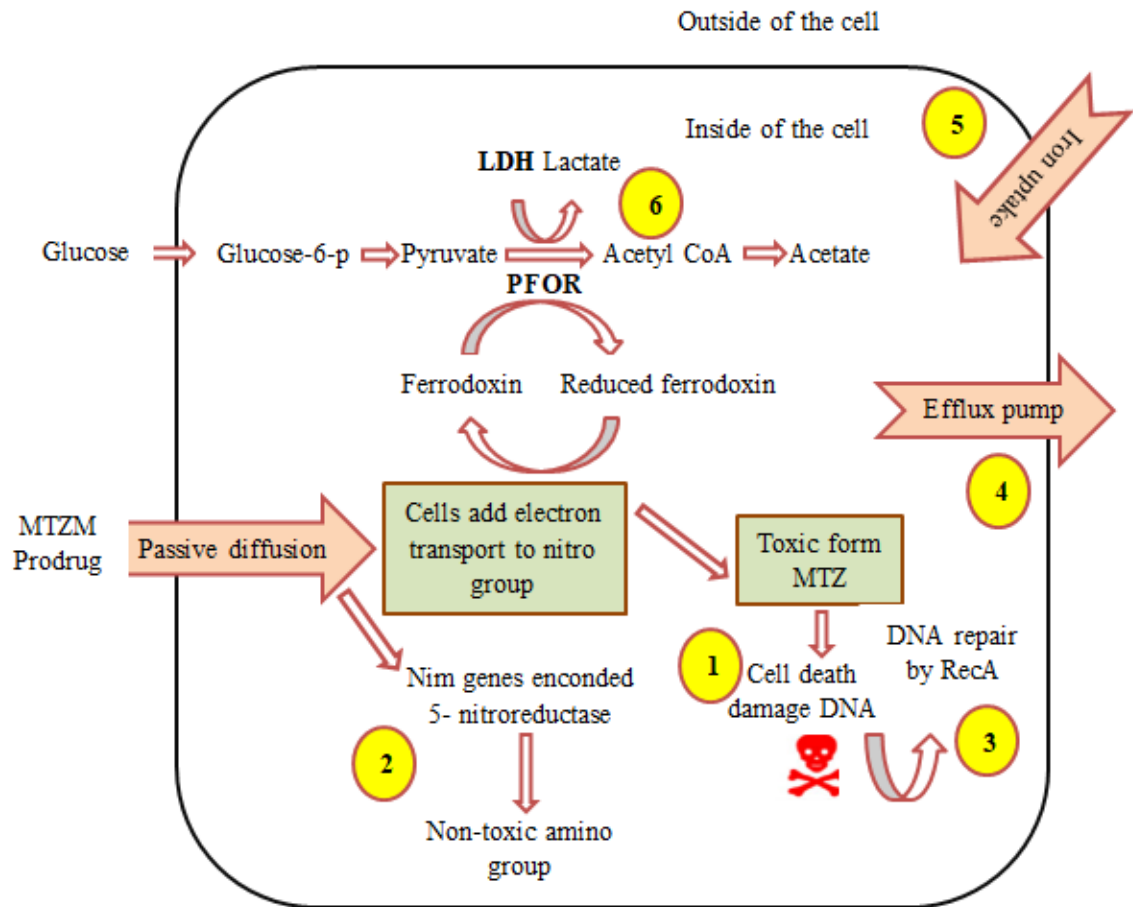 Outside of the cell
Inside of the cell
5
Iron uptake
LDH Lactate
6
Glucose
Glucose-6-p
Pyruvate
Acetyl CoA
Acetate
PFOR
Ferrodoxin
Reduced ferrodoxin
Efflux pump
4
MTZM
Prodrug
Passive diffusion
Cells add electron
transport to nitro
group
Toxic form
MTZ
DNA repair
by RecA
1
Cell death
damage DNA
3
Nim genes enconded
5- nitroreductase
2
Non-toxic amino
group